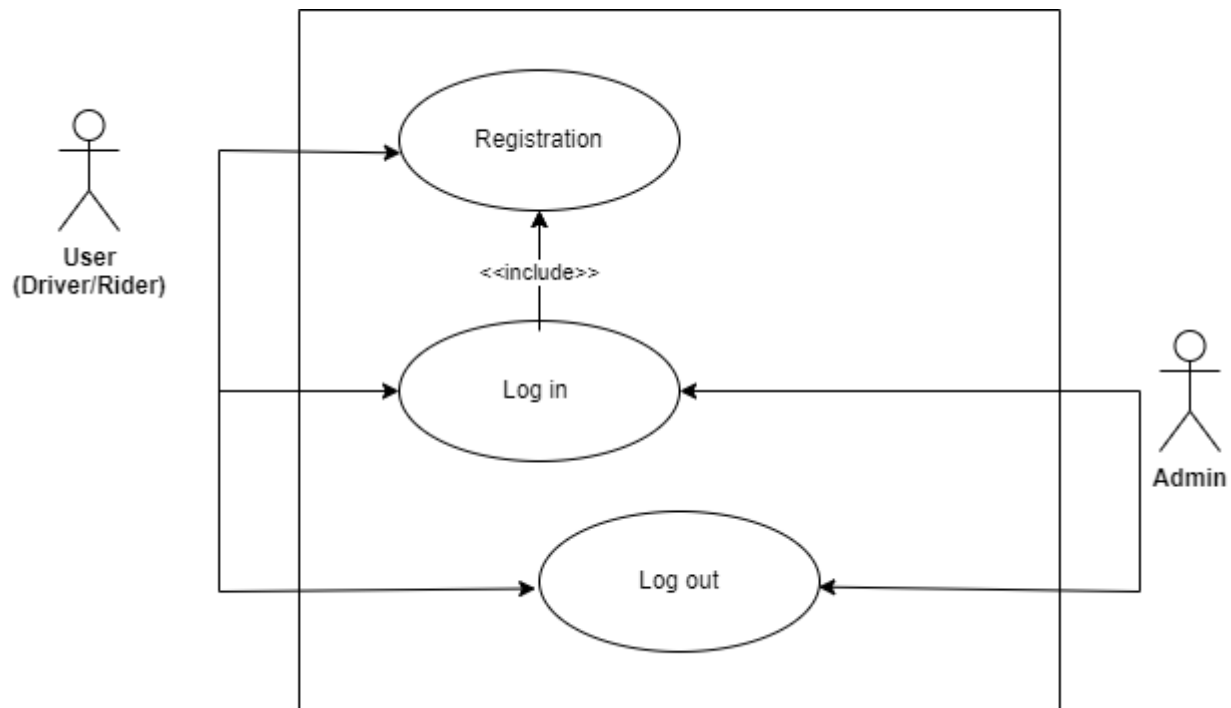 Registration
User
(Driver/Rider)
<<include>>
Log in
Admin
Log out